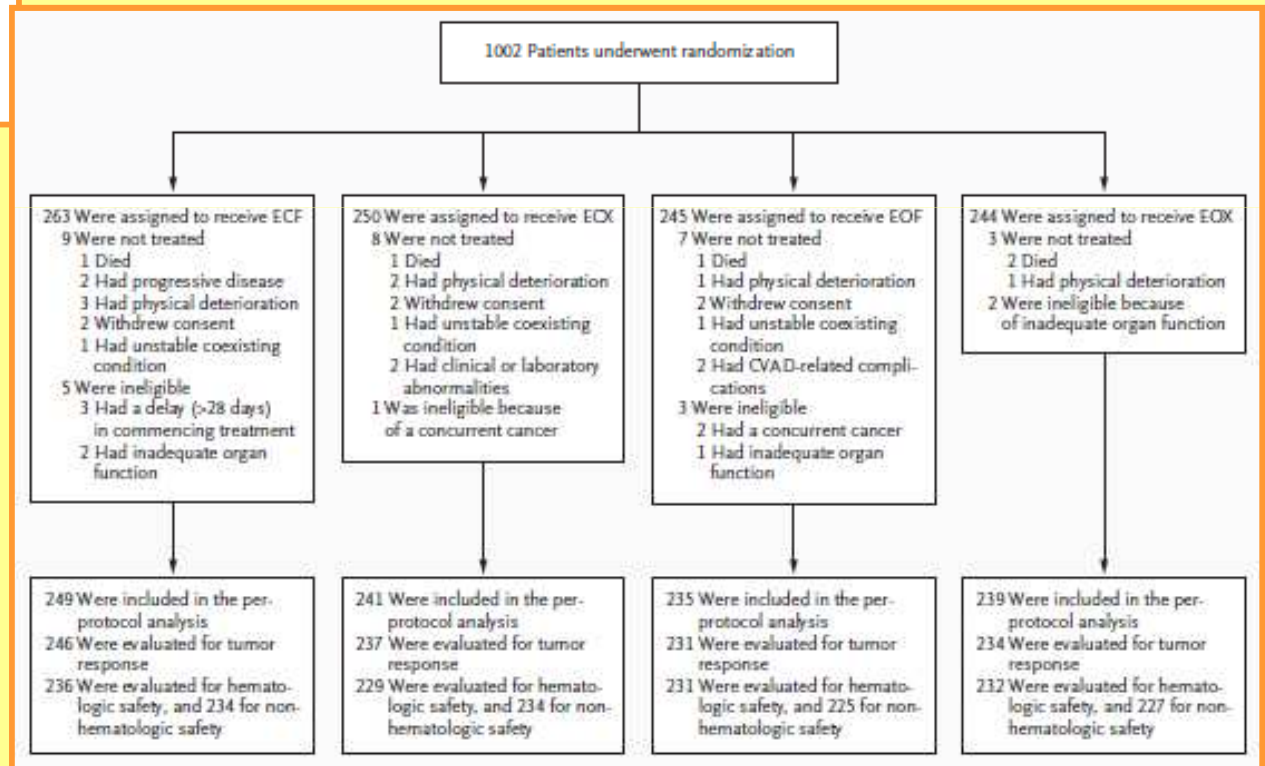 1002 Patients underwent randomization
263 Were assigned to receive ECF
9 Were not treated
1 Died
2 Had progressive disease
3 Had physical deterioration
2 Withdrew consent
1 Had unstable coexisting
condition
5 Were ineligible
3 Had a delay (>28 days)
in commencing treatment
2 Had inadequate organ
function
250 Were assigned to receive ECX
8 Were not treated
1 Died
2 Had physical deterioration
2 Withdrew consent
1 Had unstable coexisting
condition
2 Had clinical or laboratory
abnormalities
1 Was ineligible because
of a concurrent cancer
245 Were assigned to receive EOF
7 Were not treated
1 Died
1 Had physical deterioration
2 Withdrew consent
1 Had unstable coexisting
condition
2 Had CVAD-related compli-
cations
3 Were ineligible
2 Had a concurrent cancer
1 Had inadequate organ
function
244 Were assigned to receive EOX
3 Were not treated
2 Died
1 Had physical deterioration
2 Were ineligible because
of inadequate organ function
249 Were included in the per-
protocol analysis
246 Were evaluated for tumor
response
236 Were evaluated for hemato-
logic safety, and 234 for non-
hematologic safety
241 Were included in the per-
protocol analysis
237 Were evaluated for tumor
response
229 Were evaluated for hemato-
logic safety, and 234 for non-
hematologic safety
235 Were included in the per-
protocol analysis
231 Were evaluated for tumor
response
231 Were evaluated for hemato-
logic safety, and 225 for non-
hematologic safety
239 Were included in the per-
protocol analysis
234 Were evaluated for tumor
response
232 Were evaluated for hemato-
logic safety, and 227 for non-
hematologic safety